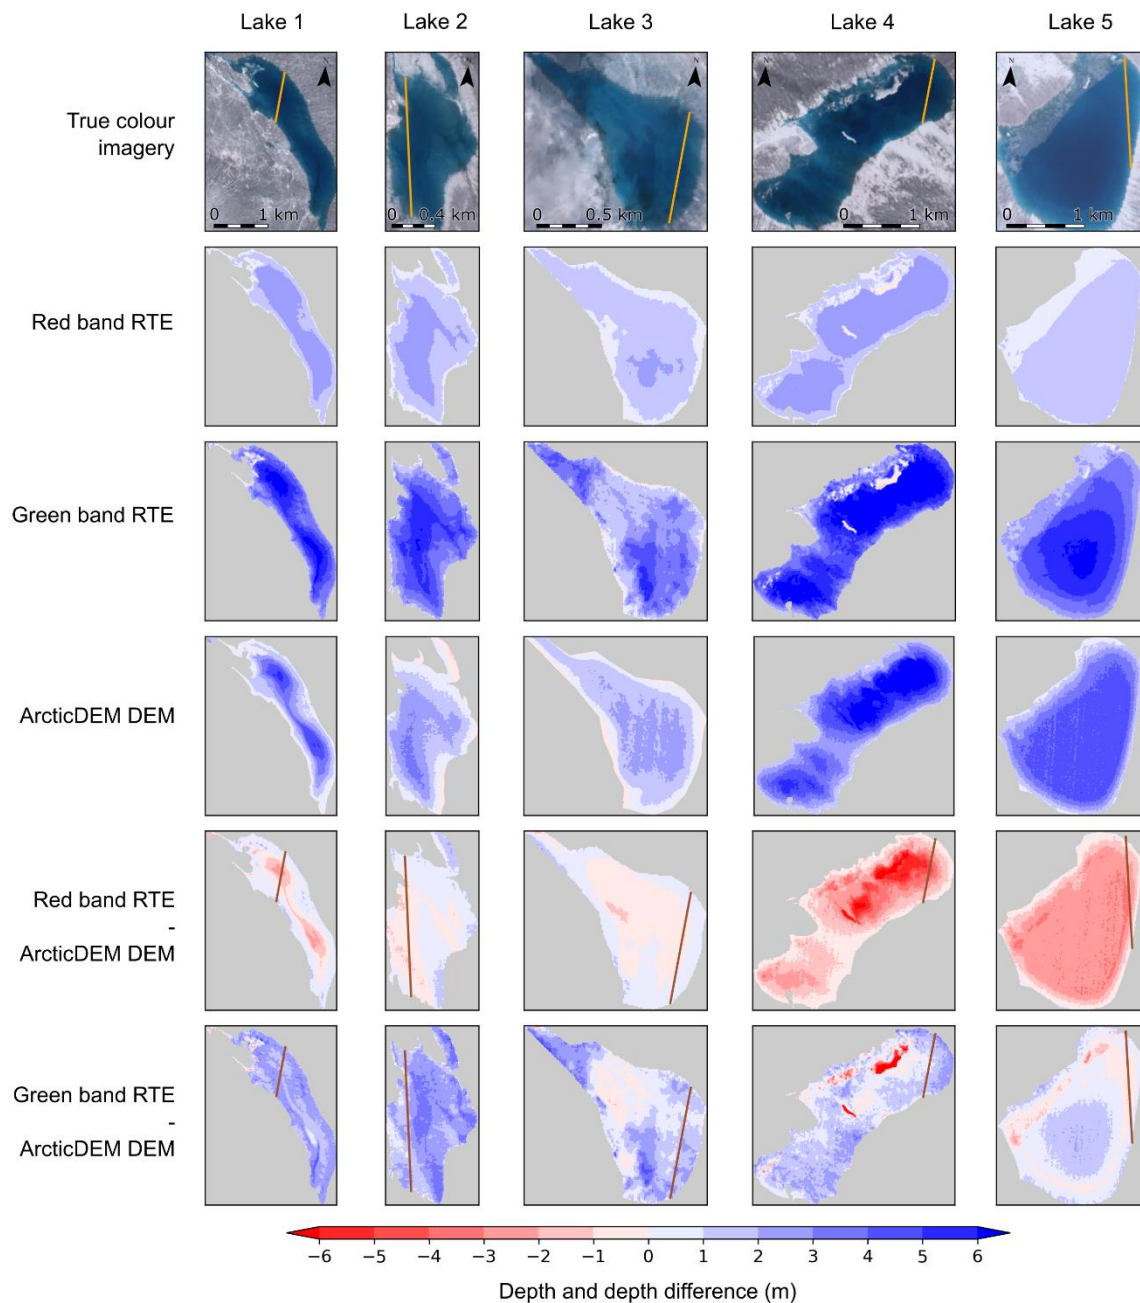 Lake 1 Lake 2 Lake 3 Lake 4 Lake 5
N N N N N
True colour
imagery
0 1 km 0 0.4 km 0 0.5 km 0 1 km 0 1 km
Red band RTE
Green band RTE
ArcticDEM DEM
Red band RTE
-
ArcticDEM DEM
Green band RTE
-
ArcticDEM DEM
−6 −5 −4 −3 −2 −1 0 1 2 3 4 5 6
Depth and depth difference (m)